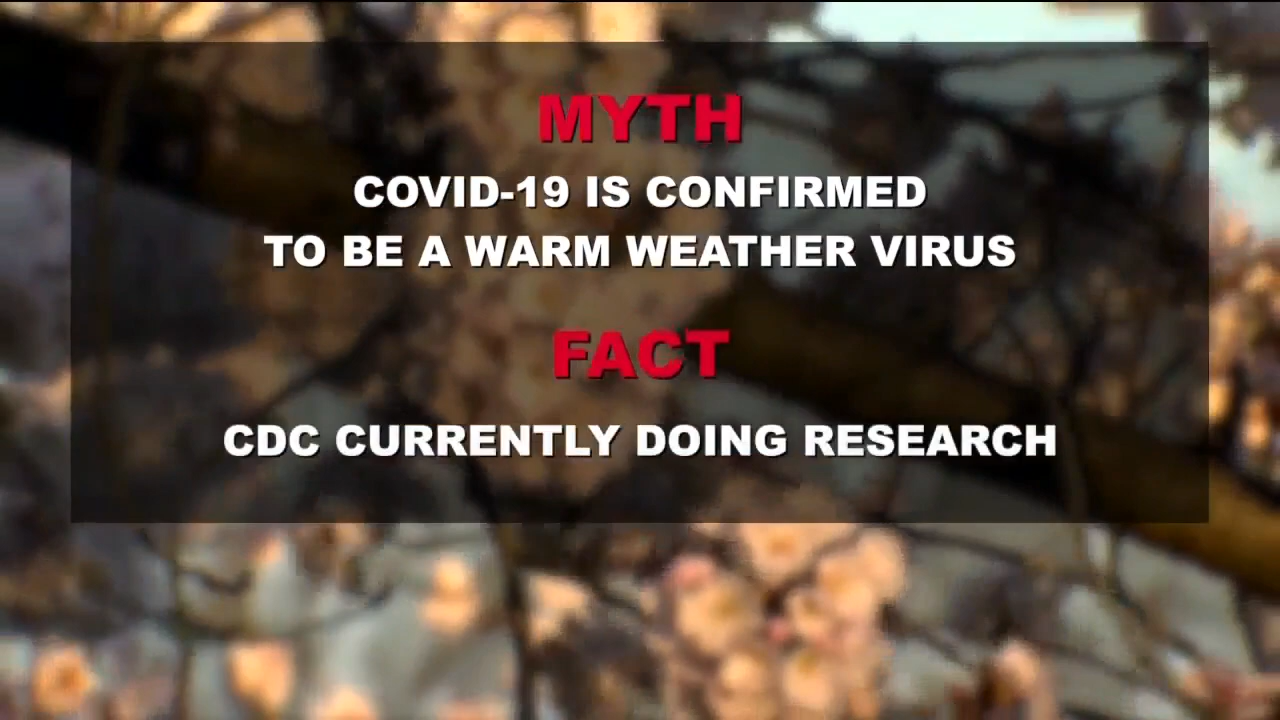 MYTH
COVID-19 IS CONFIRMED
TO BE A WARM WEATHER VIRUS
FACT
CDC CURRENTLY DOING RESEARCH